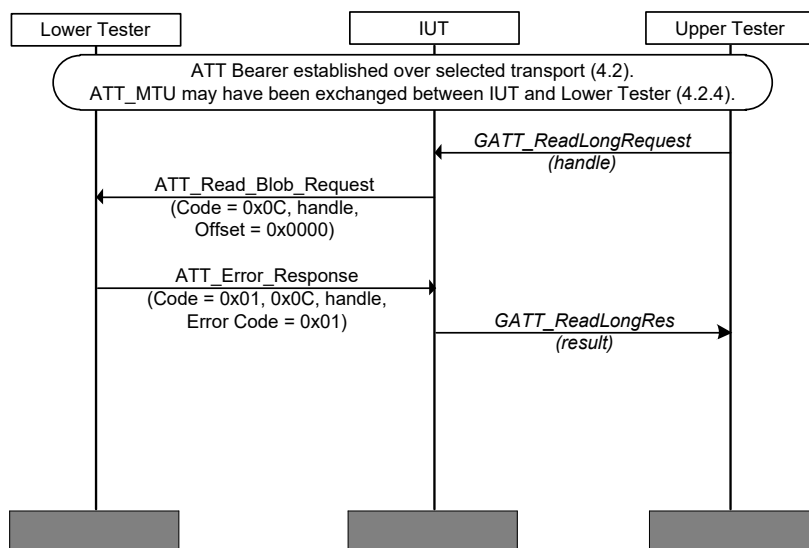 Lower Tester
IUT
Upper Tester
ATT Bearer established over selected transport (4.2).
ATT_MTU may have been exchanged between IUT and Lower Tester (4.2.4).
GATT_ReadLongRequest
(handle)
ATT_Read_Blob_Request
(Code = 0x0C, handle,
Offset = 0x0000)
ATT_Error_Response
(Code = 0x01, 0x0C, handle,
Error Code = 0x01)
GATT_ReadLongRes
(result)